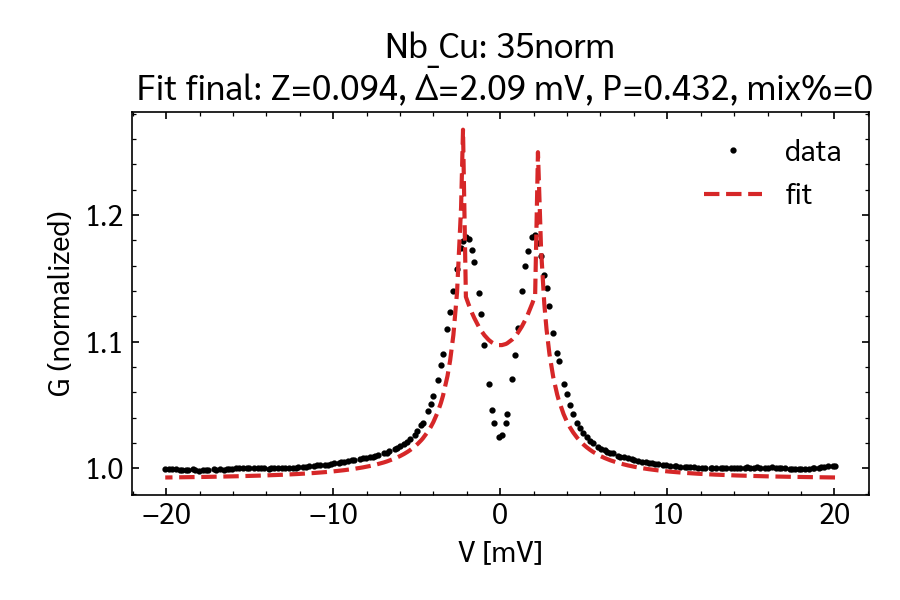 Nb_Cu: 35norm
Fit final: Z=0.094, Δ=2.09 mV, P=0.432, mix%=0
data
fit
G (normalized)
1.2
1.1
1.0
−20
−10
0
10
20
V [mV]